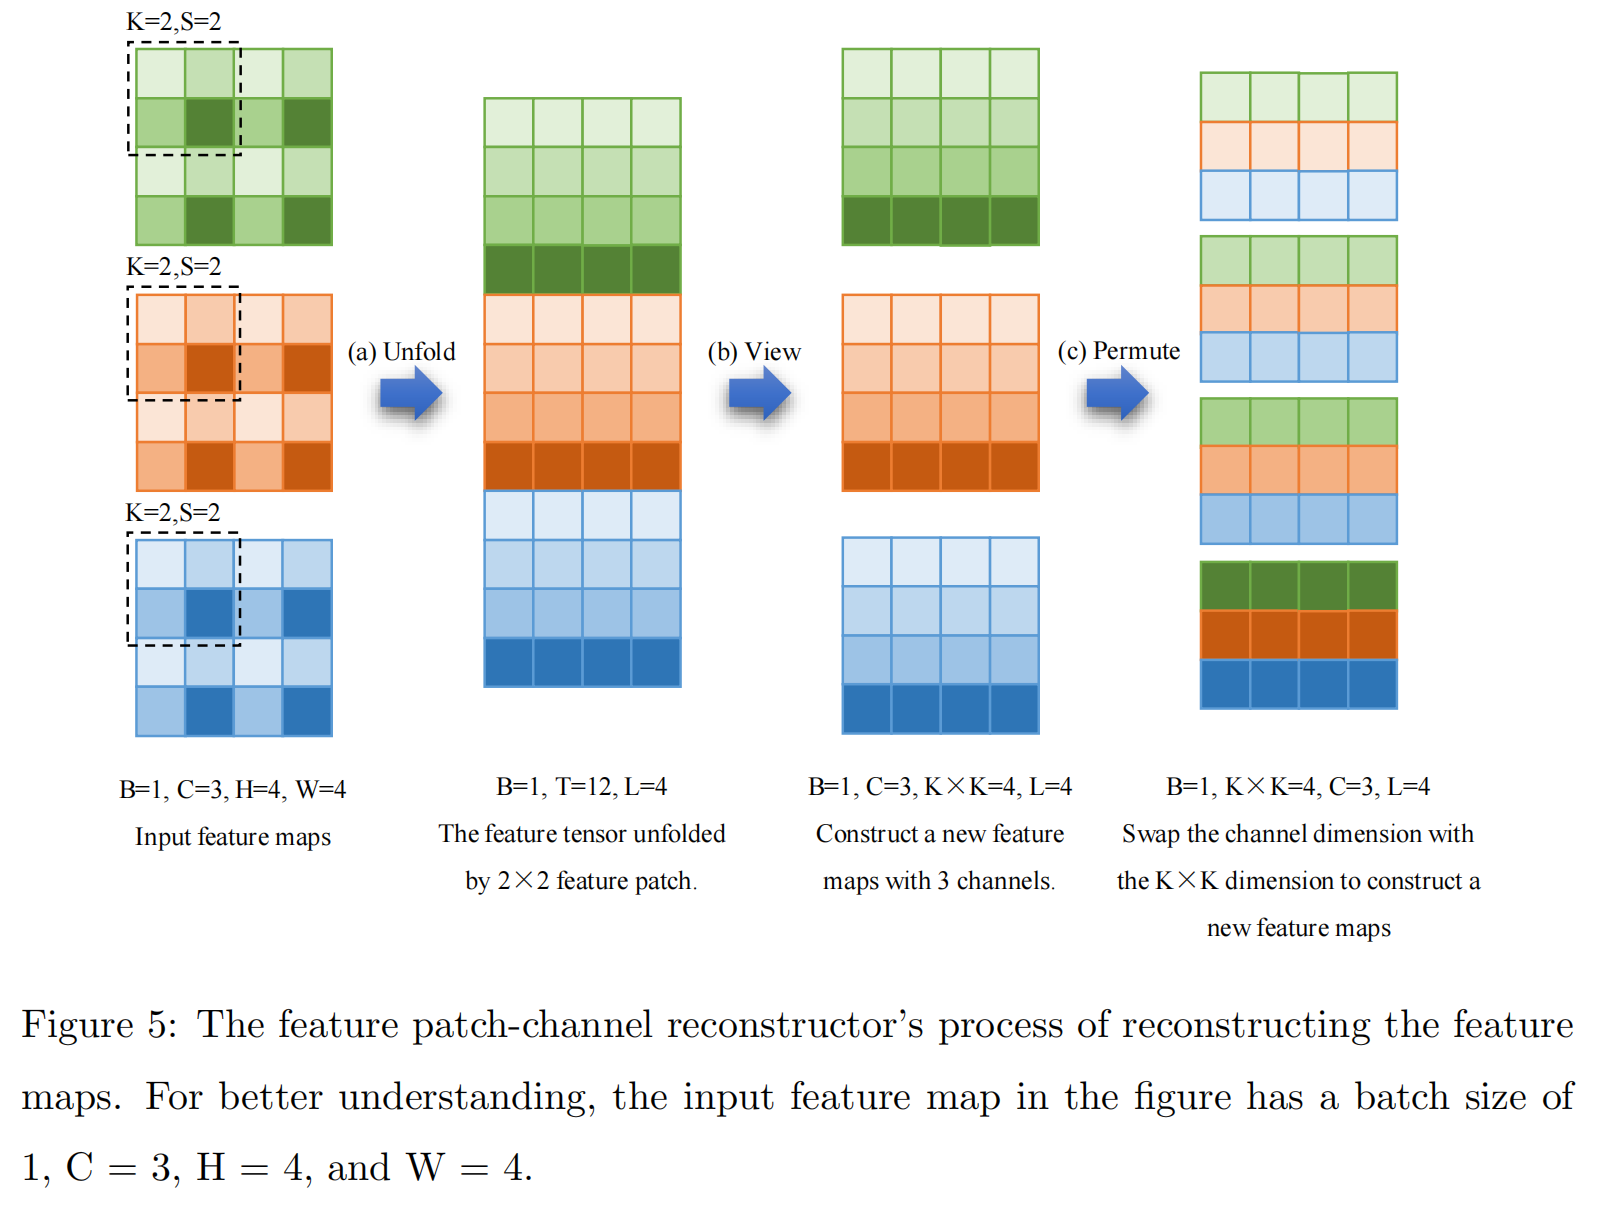 K=2,S=2
K=2,S=2
(a) Unfold
(b) View
(c) Permute
K=2,S=2
B=1, C=3, H=4, W=4
Input feature maps
B=1, T=12, L=4
The feature tensor unfolded
by 2×2 feature patch.
B=1, C=3, K×K=4, L=4
Construct a new feature
maps with 3 channels.
B=1, K×K=4, C=3, L=4
Swap the channel dimension with
the K×K dimension to construct a
new feature maps
Figure 5: The feature patch-channel reconstructor's process of reconstructing the feature
maps. For better understanding, the input feature map in the figure has a batch size of
1, C = 3, H = 4, and W = 4.